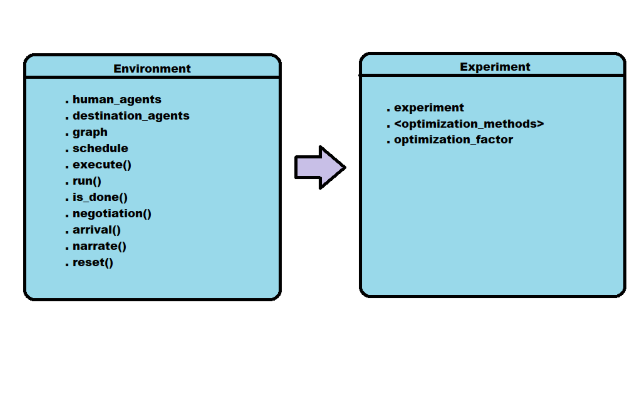 Environment
. human_agents
. destination_agents
. graph
. schedule
. execute()
. run()
. is_done()
. negotiation()
. arrival()
. narrate()
. reset()
Experiment
. experiment
. <optimization_methods>
. optimization_factor